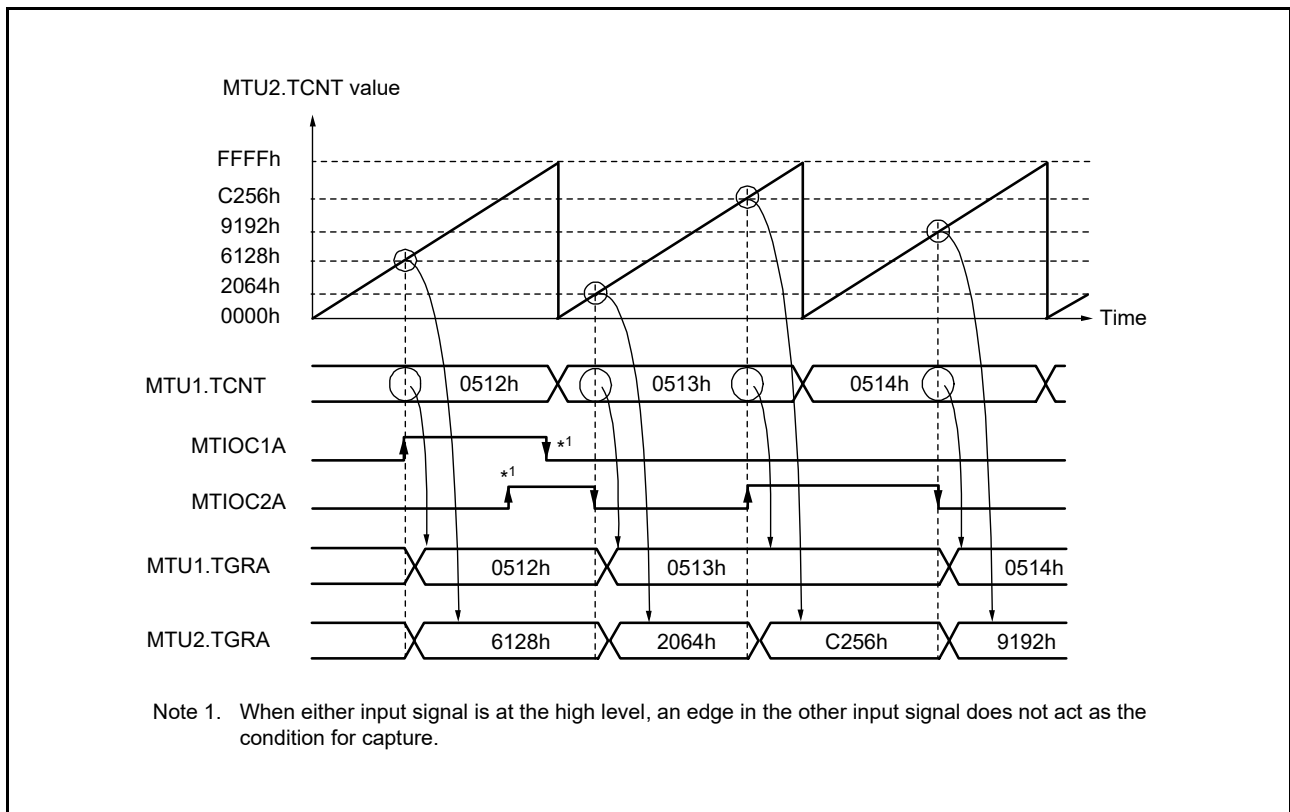 MTU2.TCNT value
FFFFh
C256h
9192h
6128h
2064h
0000h
Time
MTU1.TCNT 0512h 0513h 0514h
MTIOC1A *1
MTIOC2A *1
MTU1.TGRA 0512h 0513h 0514h
MTU2.TGRA 6128h 2064h C256h 9192h
Note 1. When either input signal is at the high level, an edge in the other input signal does not act as the
condition for capture.